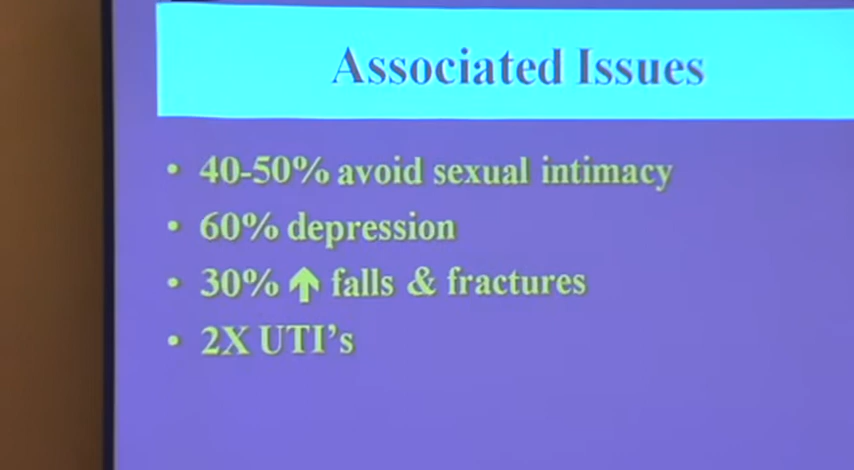 Associated Issues
• 40-50% avoid sexual intimacy
• 60% depression
• 30% ↑ falls & fractures
• 2X UTI's